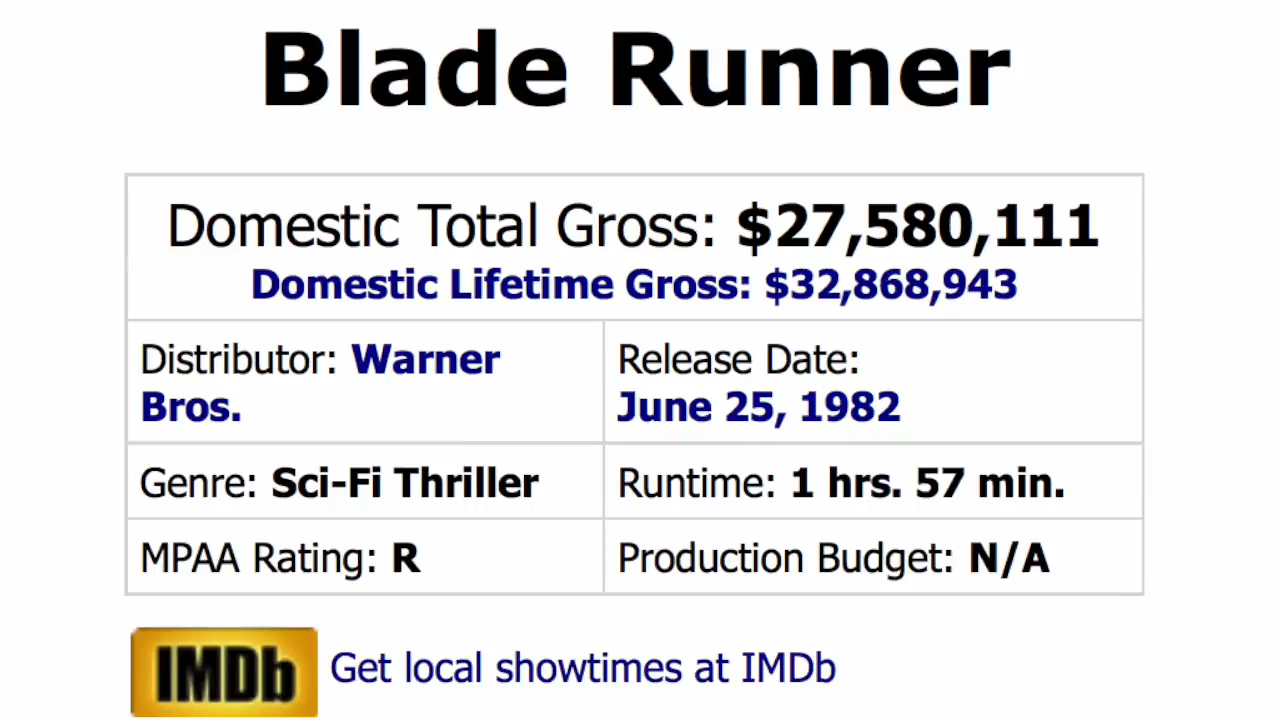 Blade Runner
Domestic Total Gross: $27,580,111
Domestic Lifetime Gross: $32,868,943
Distributor: Warner
Bros.
Release Date:
June 25, 1982
Genre: Sci-Fi Thriller
Runtime: 1 hrs. 57 min.
MPAA Rating: R
Production Budget: N/A
IMDb
Get local showtimes at IMDb